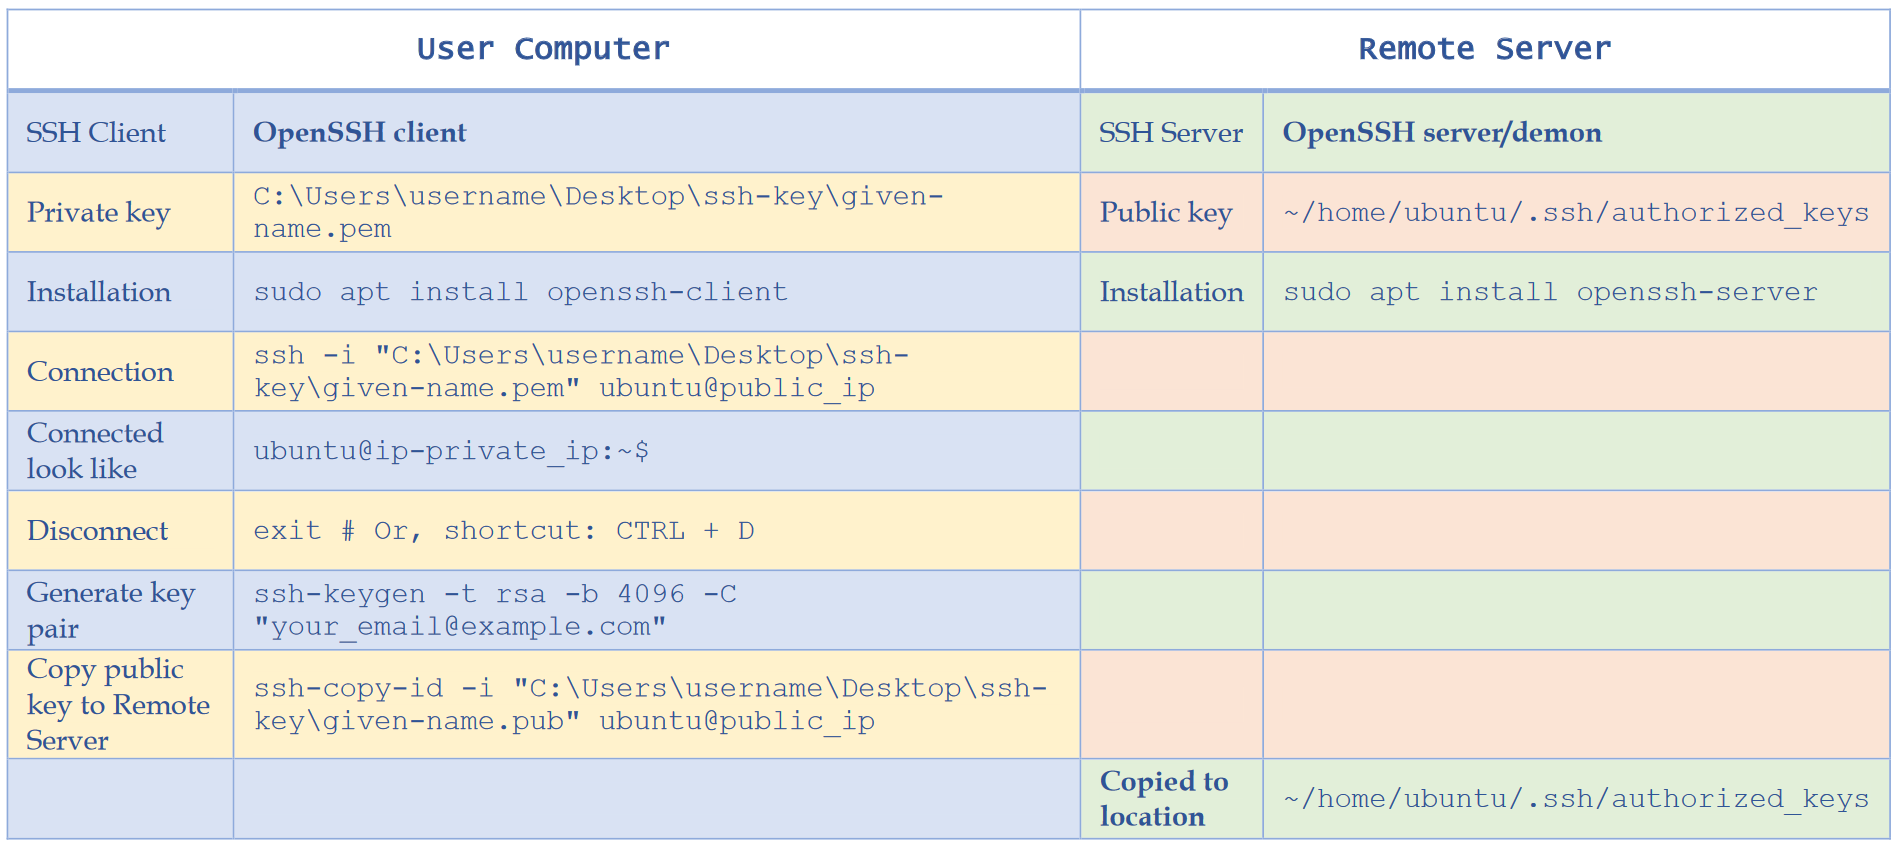 User Computer
Remote Server
SSH Client
OpenSSH client
SSH Server
OpenSSH server/demon
Private key
C:\Users\username\Desktop\ssh-key\given-
name.pem
Public key
~/home/ubuntu/.ssh/authorized_keys
Installation
sudo apt install openssh-client
Installation
sudo apt install openssh-server
Connection
ssh -i "C:\Users\username\Desktop\ssh-
key\given-name.pem" ubuntu@public_ip
Connected
look like
ubuntu@ip-private_ip:~$
Disconnect
exit # Or, shortcut: CTRL + D
Generate key
pair
ssh-keygen -t rsa -b 4096 -C
"your_email@example.com"
Copy public
key to Remote
Server
ssh-copy-id -i "C:\Users\username\Desktop\ssh-
key\given-name.pub" ubuntu@public_ip
Copied to
location
~/home/ubuntu/.ssh/authorized_keys